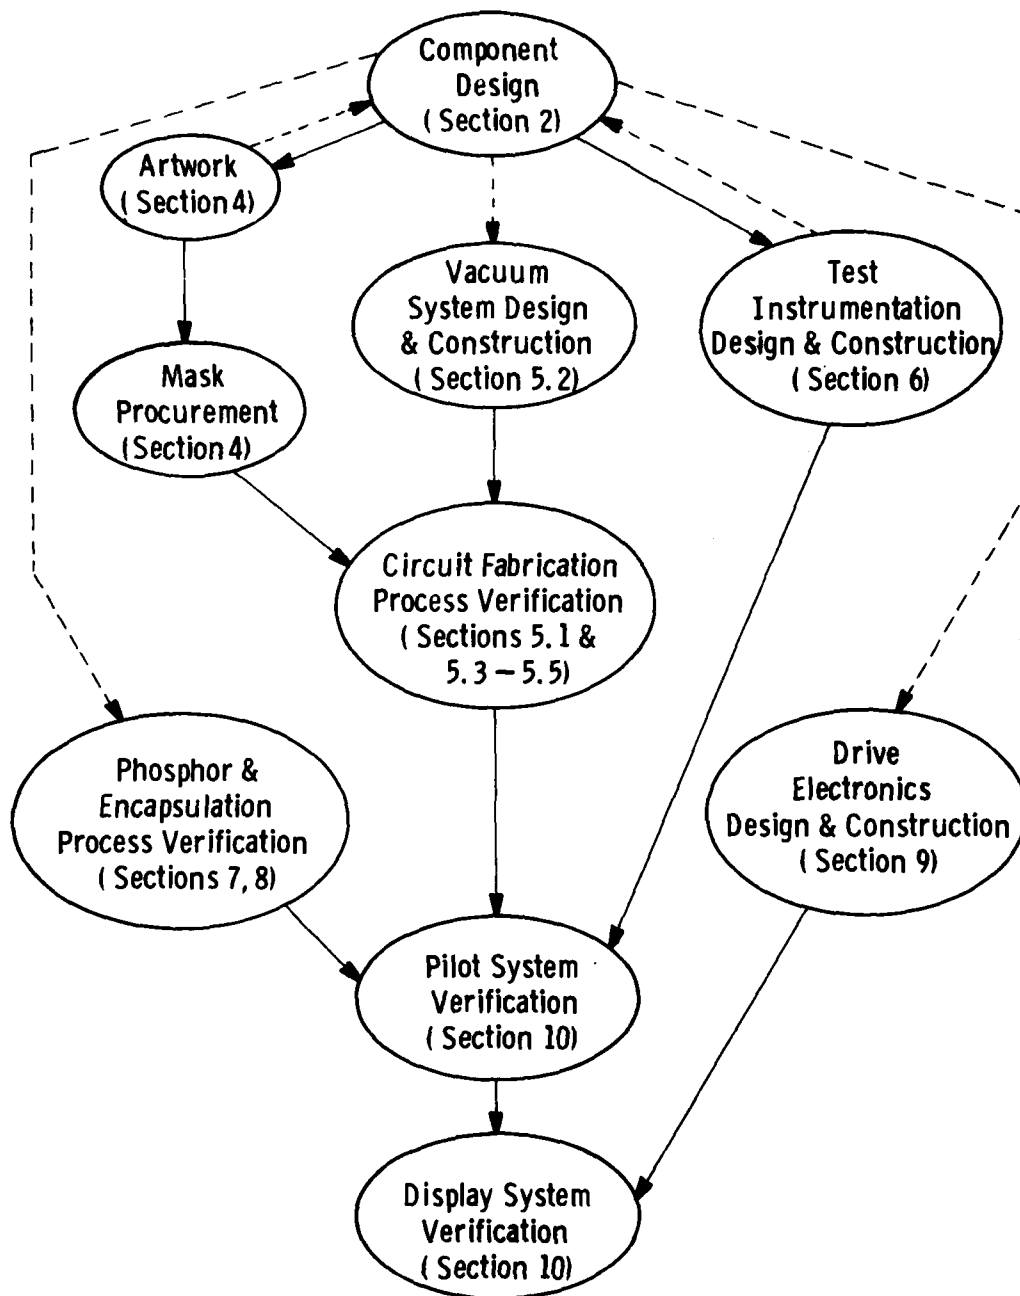 Component
Design
( Section 2)
Artwork
( Section 4)
Vacuum
System Design
& Construction
( Section 5. 2)
Test
Instrumentation
Design & Construction
( Section 6)
Mask
Procurement
( Section 4)
Circuit Fabrication
Process Verification
( Sections 5. 1 &
5. 3 – 5. 5)
Phosphor &
Encapsulation
Process Verification
( Sections 7, 8)
Drive
Electronics
Design & Construction
( Section 9)
Pilot System
Verification
( Section 10)
Display System
Verification
( Section 10)